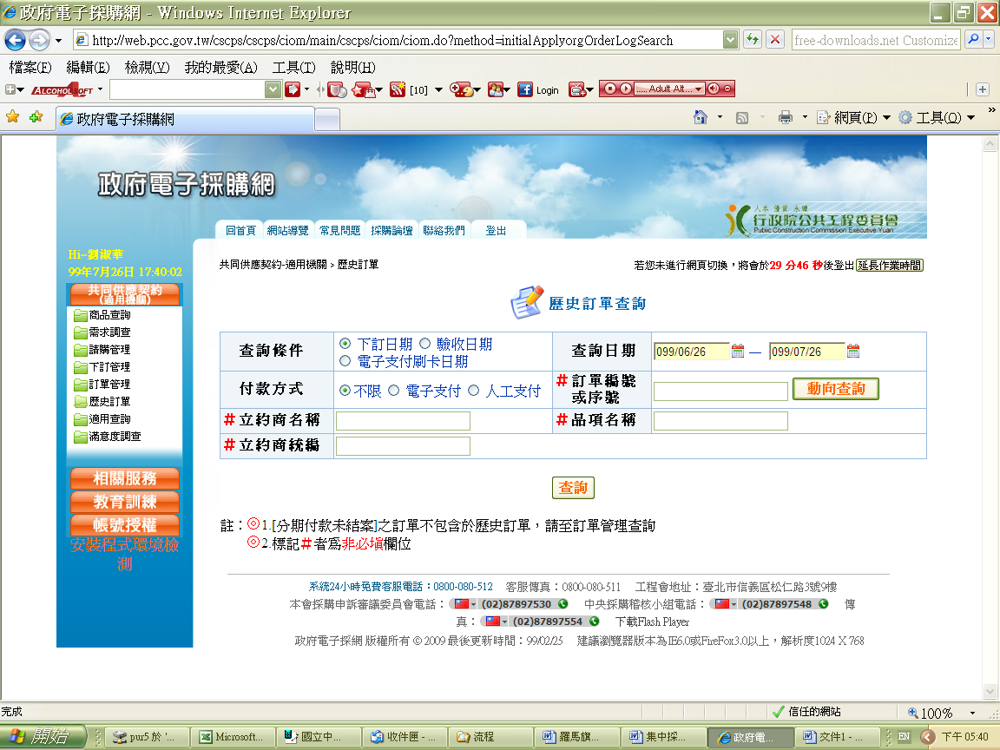 政府電子採購網 - Windows Internet Explorer
http://web.pcc.gov.tw/cscps/cscps/ciom/main/cscps/ciom/ciom.do?method=initialApplyorgOrderLogSearch
free-downloads.net Customize
檔案(F) 編輯(E) 檢視(V) 我的最愛(A) 工具(T) 說明(H)
ALCOHOLSOFT [10] Login ..... Adult Alt...
政府電子採購網 網頁(P) 工具(O) »
政府電子採購網
人本 優質 永續
行政院公共工程委員會
Public Construction Commission Executive Yuan
回首頁 網站導覽 常見問題 採購論壇 聯絡我們 登出
Hi~劉淑華
99年7月26日 17:40:02
共同供應契約
(適用機關)
商品查詢
需求調查
請購管理
下訂管理
訂單管理
歷史訂單
適用查詢
滿意度調查
相關服務
教育訓練
帳號授權
安裝程式環境檢
測
共同供應契約-適用機關 > 歷史訂單
若您未進行網頁切換，將會於29 分46 秒後登出 延長作業時間
歷史訂單查詢
查詢條件 下訂日期 驗收日期
電子支付刷卡日期
查詢日期 099/06/26 — 099/07/26
付款方式 不限 電子支付 人工支付
#訂單編號
或序號 動向查詢
#立約商名稱 #品項名稱
#立約商統編
查詢
註：◎1.[分期付款未結案]之訂單不包含於歷史訂單，請至訂單管理查詢
◎2.標記#者為非必填欄位
系統24小時免費客服電話：0800-080-512 客服傳真：0800-080-511 工程會地址：臺北市信義區松仁路3號9樓
本會採購申訴審議委員會電話： (02)87897530 中央採購稽核小組電話： (02)87897548 傳
真： (02)87897554 下載Flash Player
政府電子採網 版權所有 © 2009 最後更新時間：99/02/25 建議瀏覽器版本為IE6.0或FireFox3.0以上，解析度1024 X 768
完成 信任的網站 100%
開始 pur5 於 '... Microsoft... 國立中... 收件匣 - ... 流程 羅馬旗... 集中採... 政府電... 文件1 - ... EN 下午 05:40